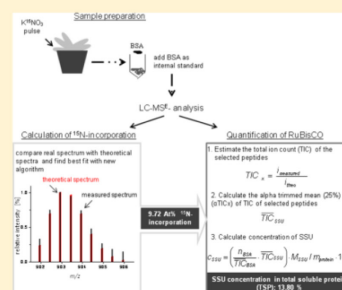 Sample preparation
K¹⁵NO₃
pulse
BSA
add BSA as
internal standard
LC-MSᴱ- analysis
Calculation of ¹⁵N-incorporation
compare real spectrum with theoretical
spectra and find best fit with new
algorithm
theoretical spectrum
measured spectrum
relative intensity [%]
m/z
9.72 At% ¹⁵N-
incorporation
Quantification of RuBisCO
1. Estimate the total ion count (TIC) of the
selected peptides
2. Calculate the alpha trimmed mean (25%)
(αTICs) of TIC of selected peptides
3. Calculate concentration of SSU
SSU concentration in total soluble protein
(TSP): 13.80 %